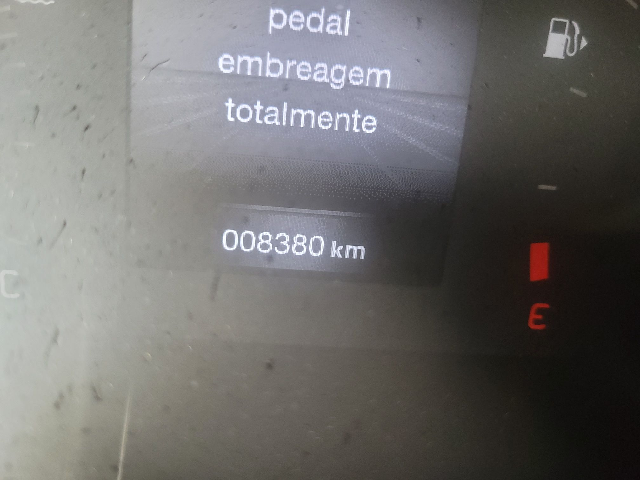 pedal
embreagem
totalmente
008380 km
C
E